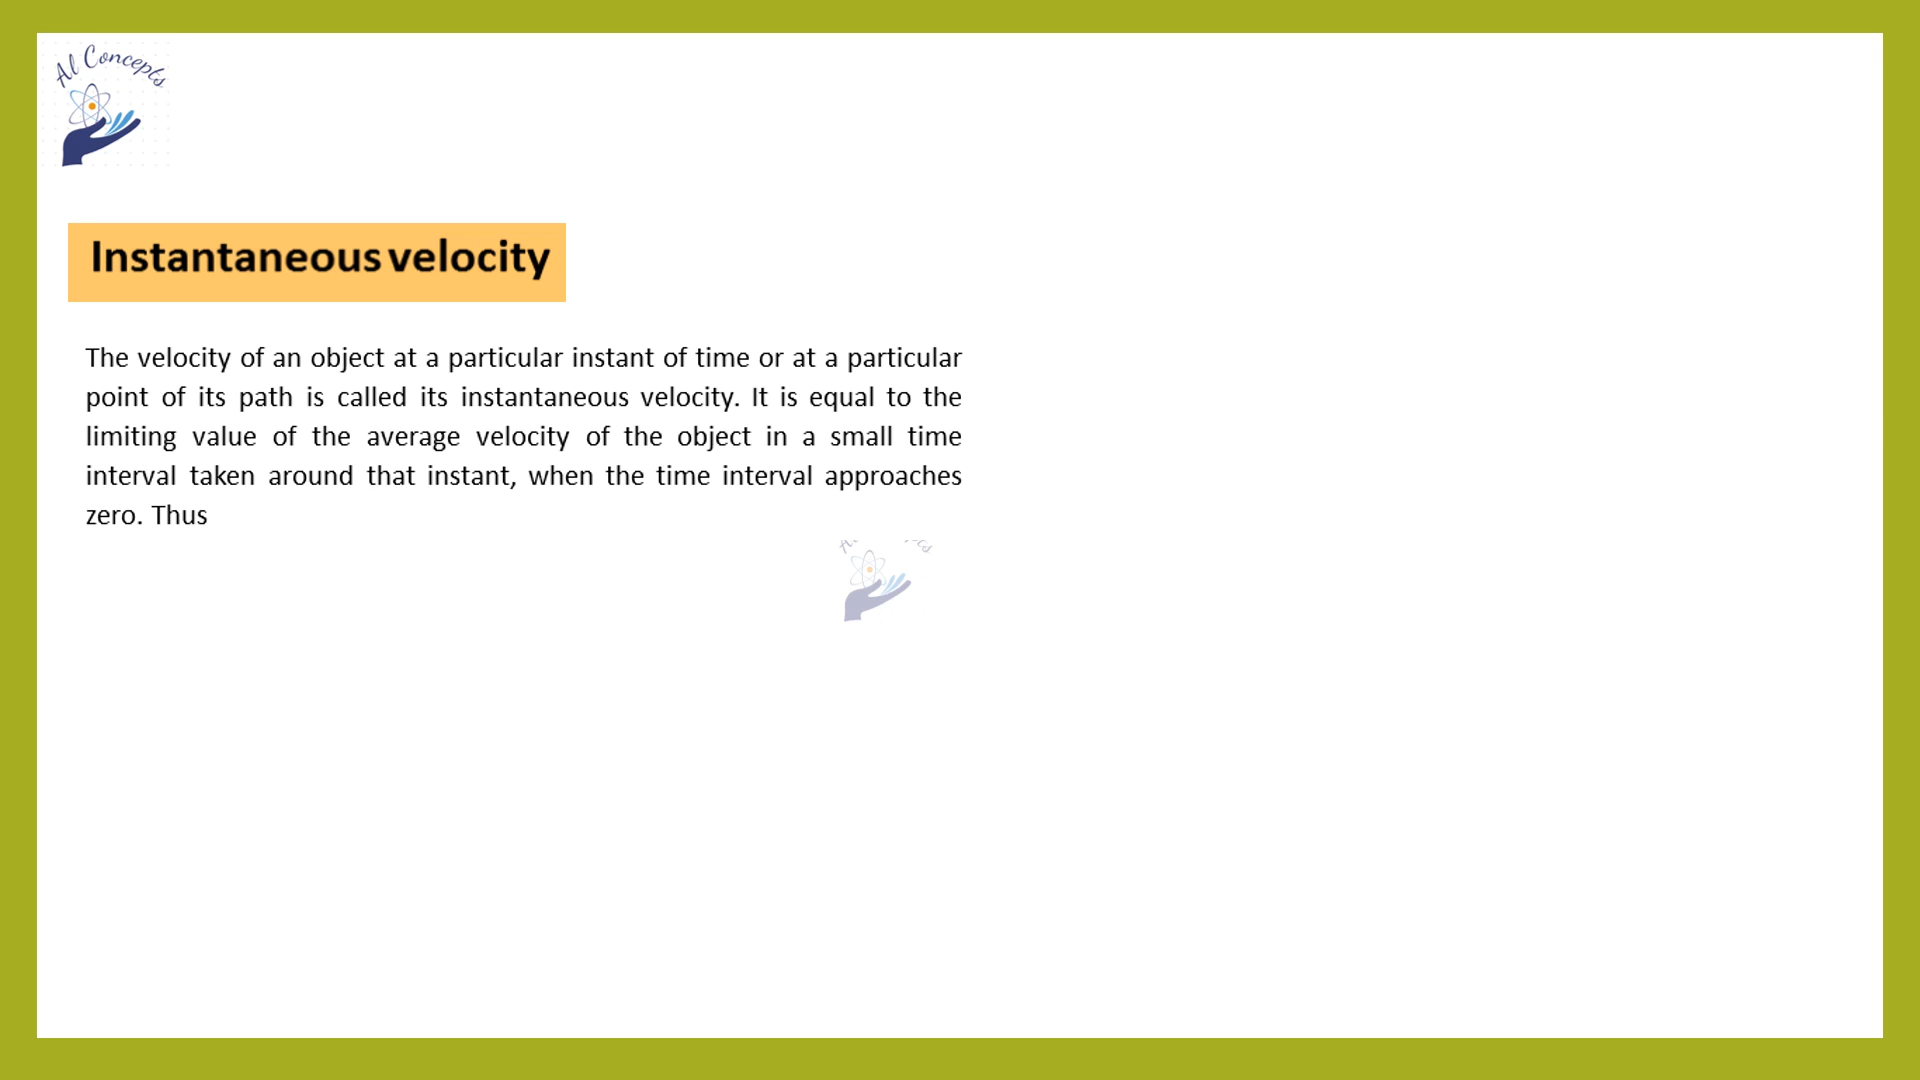 Al Concepts
Instantaneous velocity
The velocity of an object at a particular instant of time or at a particular
point of its path is called its instantaneous velocity. It is equal to the
limiting value of the average velocity of the object in a small time
interval taken around that instant, when the time interval approaches
zero. Thus